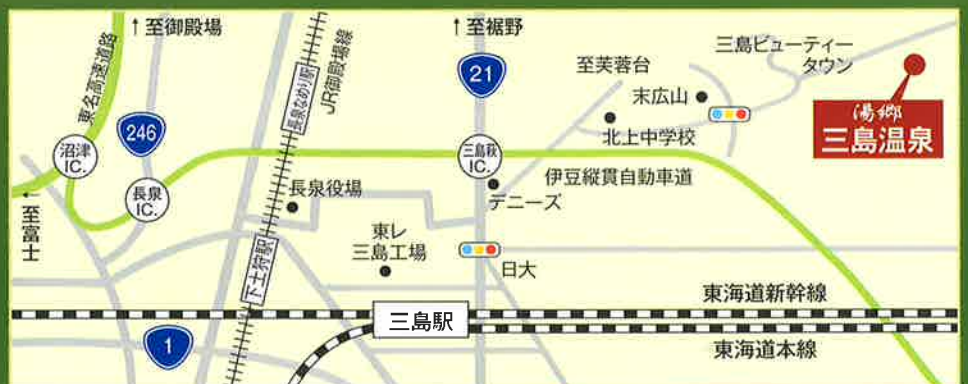 ↑至御殿場
↑至裾野
東名高速道路
長泉なめり駅
JR御殿場線
21
三島ビューティー
タウン
至芙蓉台
末広山
湯郷
三島温泉
246
北上中学校
沼津
IC.
三島萩
IC.
長泉
IC.
伊豆縦貫自動車道
デニーズ
長泉役場
←至富士
東レ
三島工場
日大
下土狩駅
東海道新幹線
三島駅
1
東海道本線